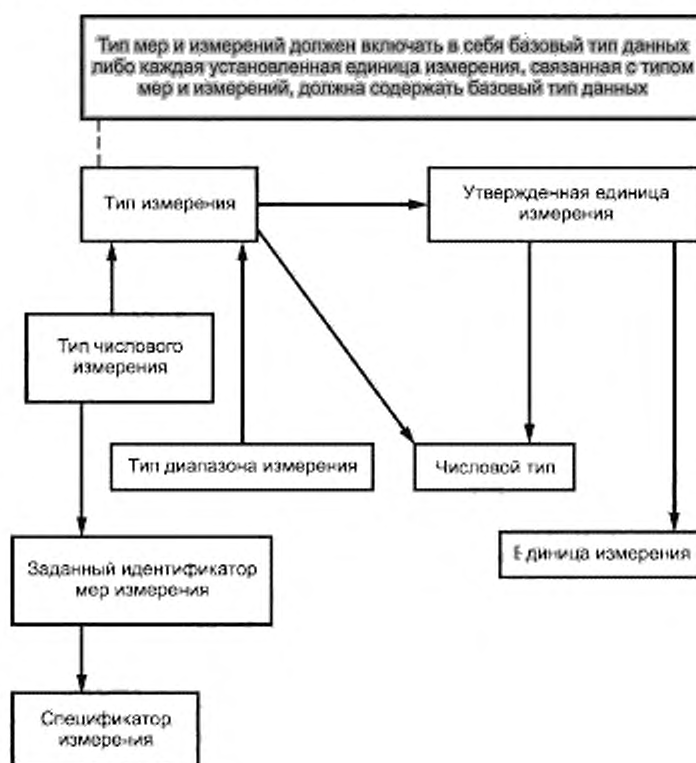 Тип мер и измерений должен включать в себя базовый тип данных
либо каждая установленная единица измерения, связанная с типом
мер и измерений, должна содержать базовый тип данных
Тип измерения
Утвержденная единица
измерения
Тип числового
измерения
Тип диапазона измерения
Числовой тип
Заданный идентификатор
мер измерения
Единица измерения
Спецификатор
измерения